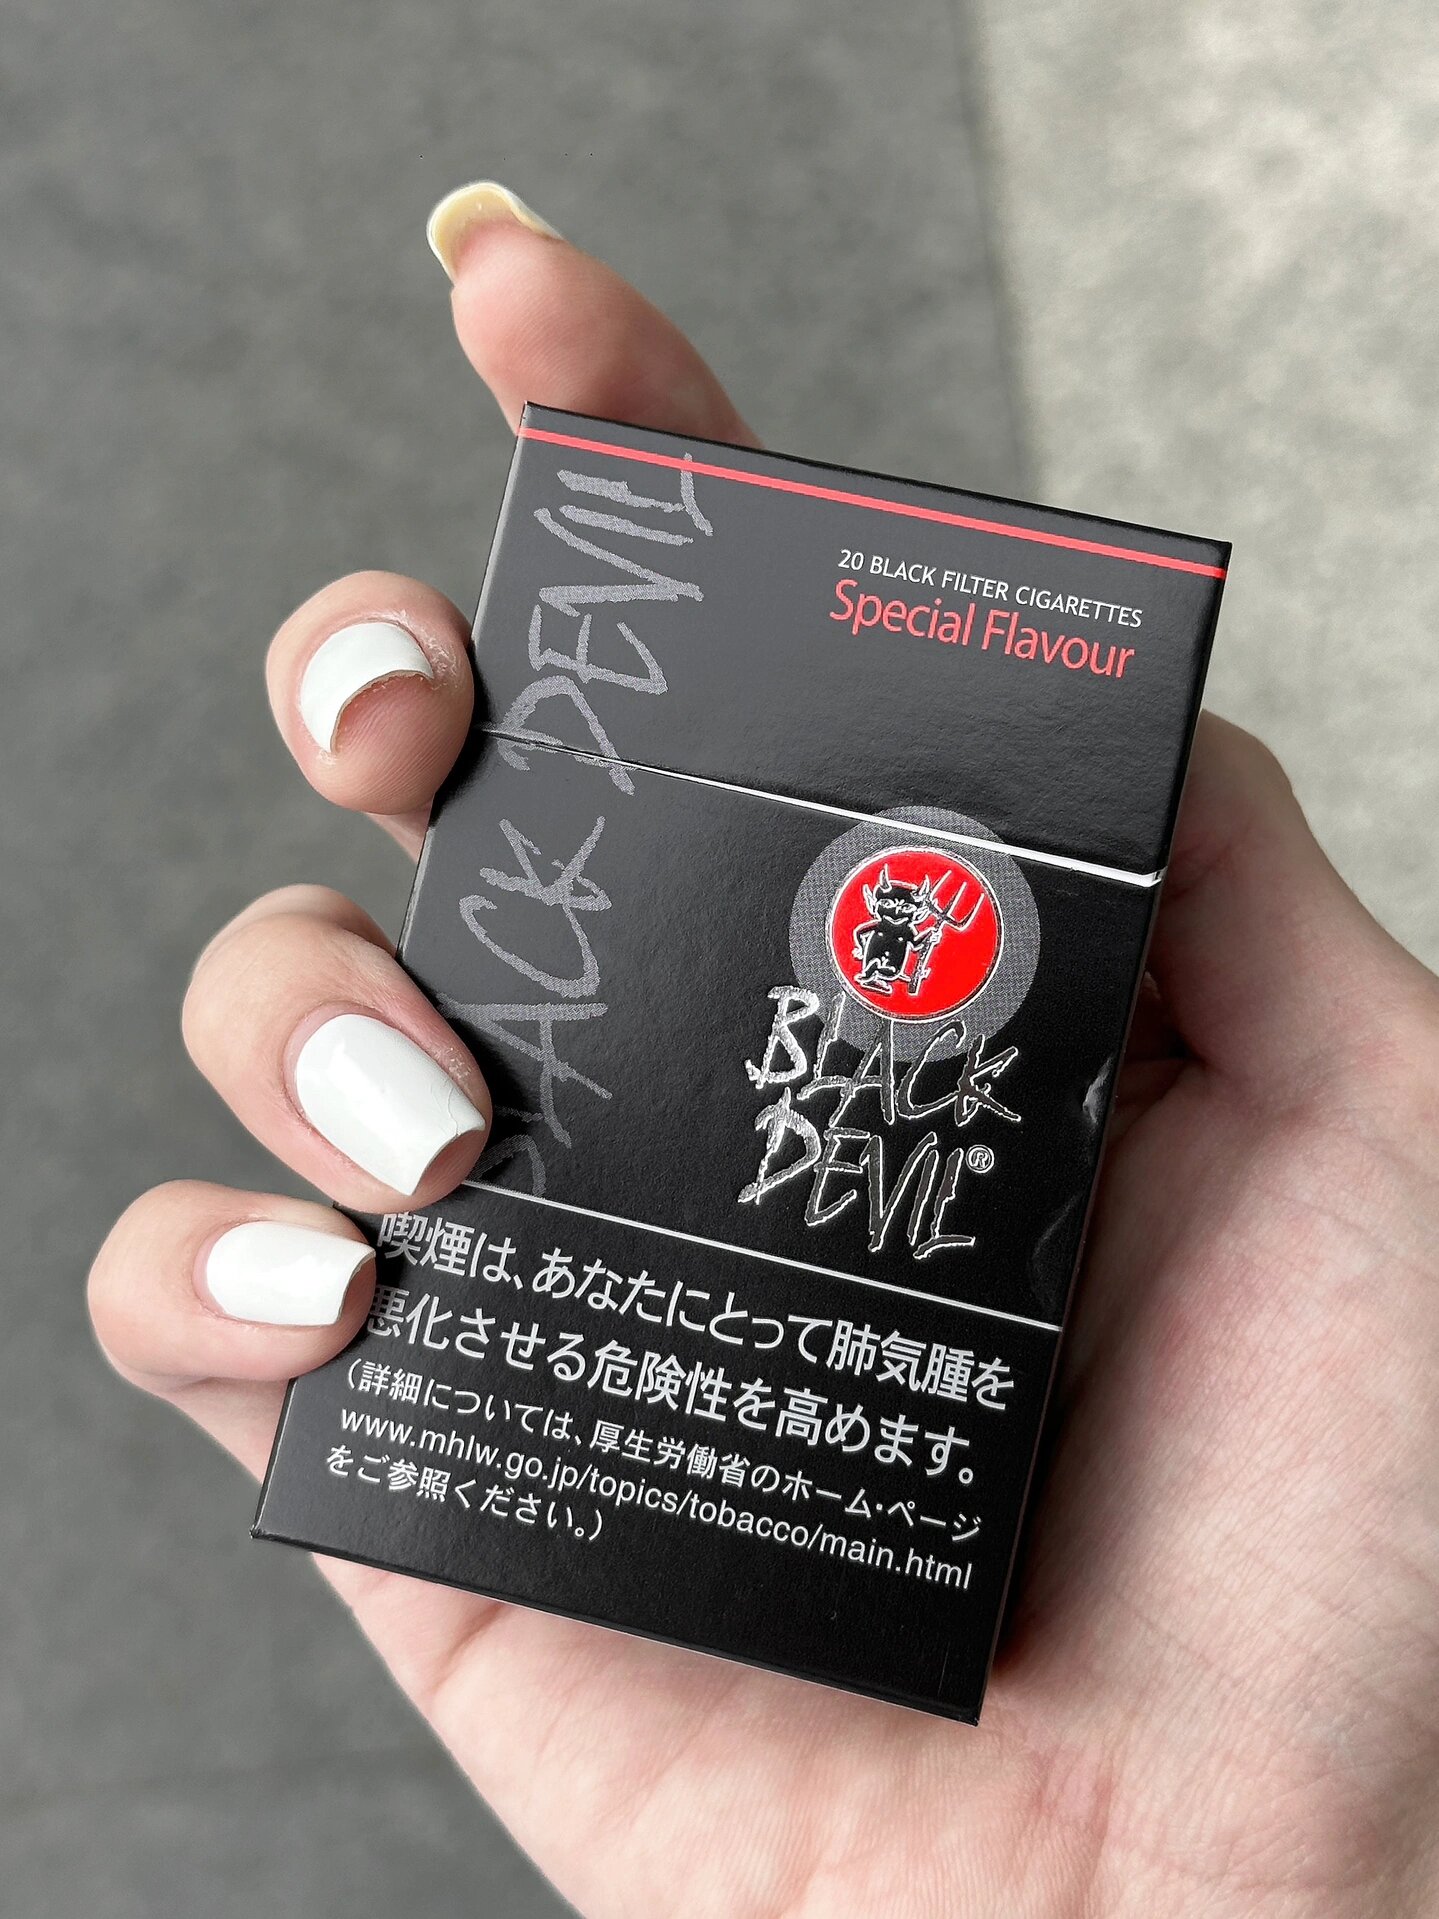 20 BLACK FILTER CIGARETTES
Special Flavour
BLACK DEVIL
BLACK
DEVIL®
喫煙は、あなたにとって肺気腫を
悪化させる危険性を高めます。
（詳細については、厚生労働省のホーム・ページ
www.mhlw.go.jp/topics/tobacco/main.html
をご参照ください。）